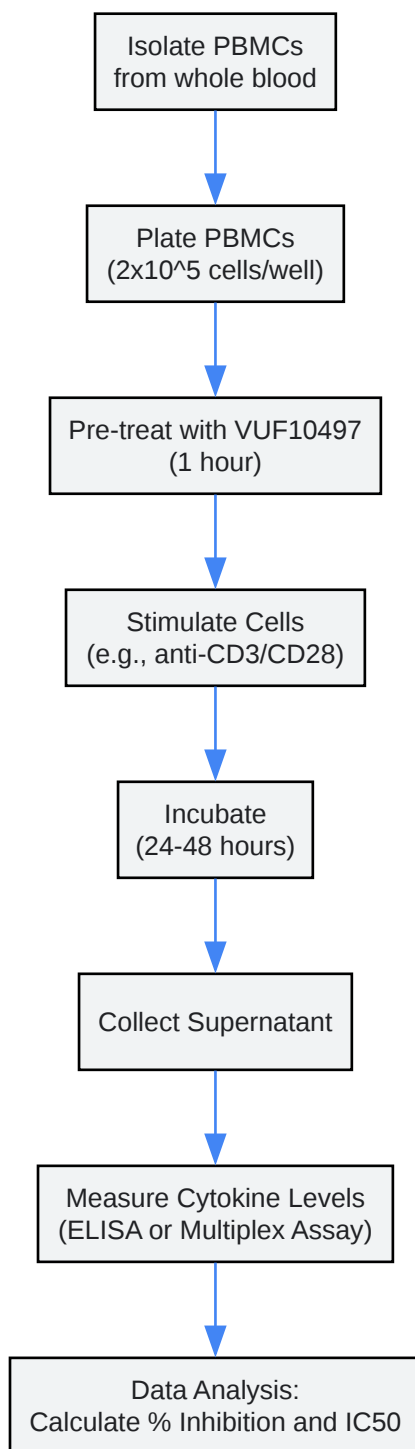 Isolate PBMCs
from whole blood
Plate PBMCs
(2x10^5 cells/well)
Pre-treat with VUF10497
(1 hour)
Stimulate Cells
(e.g., anti-CD3/CD28)
Incubate
(24-48 hours)
Collect Supernatant
Measure Cytokine Levels
(ELISA or Multiplex Assay)
Data Analysis:
Calculate % Inhibition and IC50